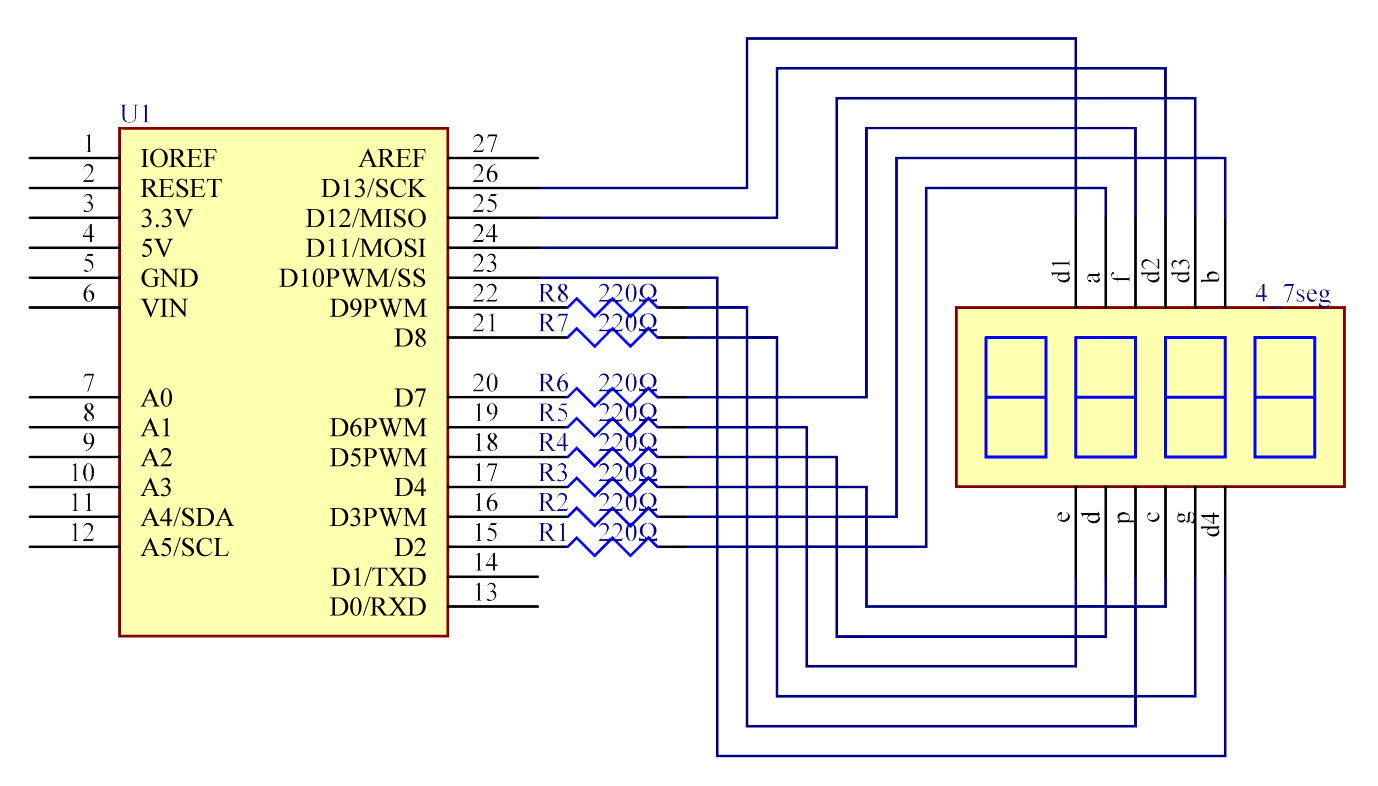 U1
1 IOREF AREF 27
2 RESET D13/SCK 26
3 3.3V D12/MISO 25
4 5V D11/MOSI 24
5 GND D10PWM/SS 23
6 VIN D9PWM 22 R8 220Ω
D8 21 R7 220Ω
7 A0 D7 20 R6 220Ω
8 A1 D6PWM 19 R5 220Ω
9 A2 D5PWM 18 R4 220Ω
10 A3 D4 17 R3 220Ω
11 A4/SDA D3PWM 16 R2 220Ω
12 A5/SCL D2 15 R1 220Ω
D1/TXD 14
D0/RXD 13
d1 a f d2 d3 b
4 7seg
e d p c g d4